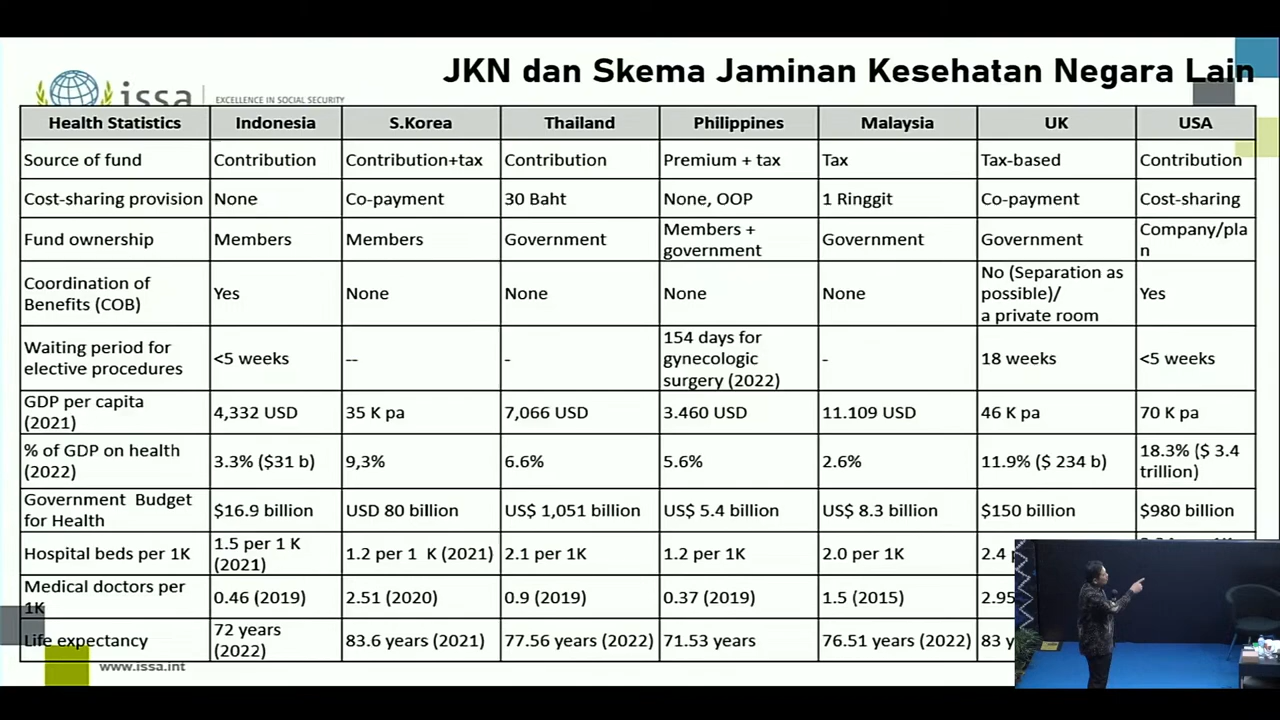 JKN dan Skema Jaminan Kesehatan Negara Lain
issa
EXCELLENCE IN SOCIAL SECURITY
Health Statistics Indonesia S.Korea Thailand Philippines Malaysia UK USA
Source of fund Contribution Contribution+tax Contribution Premium + tax Tax Tax-based Contribution
Cost-sharing provision None Co-payment 30 Baht None, OOP 1 Ringgit Co-payment Cost-sharing
Fund ownership Members Members Government Members + government Government Government Company/plan
Coordination of Benefits (COB) Yes None None None None No (Separation as possible)/ a private room Yes
Waiting period for elective procedures <5 weeks -- - 154 days for gynecologic surgery (2022) - 18 weeks <5 weeks
GDP per capita (2021) 4,332 USD 35 K pa 7,066 USD 3.460 USD 11.109 USD 46 K pa 70 K pa
% of GDP on health (2022) 3.3% ($31 b) 9,3% 6.6% 5.6% 2.6% 11.9% ($ 234 b) 18.3% ($ 3.4 trillion)
Government Budget for Health $16.9 billion USD 80 billion US$ 1,051 billion US$ 5.4 billion US$ 8.3 billion $150 billion $980 billion
Hospital beds per 1K 1.5 per 1 K (2021) 1.2 per 1 K (2021) 2.1 per 1K 1.2 per 1K 2.0 per 1K 2.4
Medical doctors per 1K 0.46 (2019) 2.51 (2020) 0.9 (2019) 0.37 (2019) 1.5 (2015) 2.95
Life expectancy 72 years (2022) 83.6 years (2021) 77.56 years (2022) 71.53 years 76.51 years (2022) 83
www.issa.int